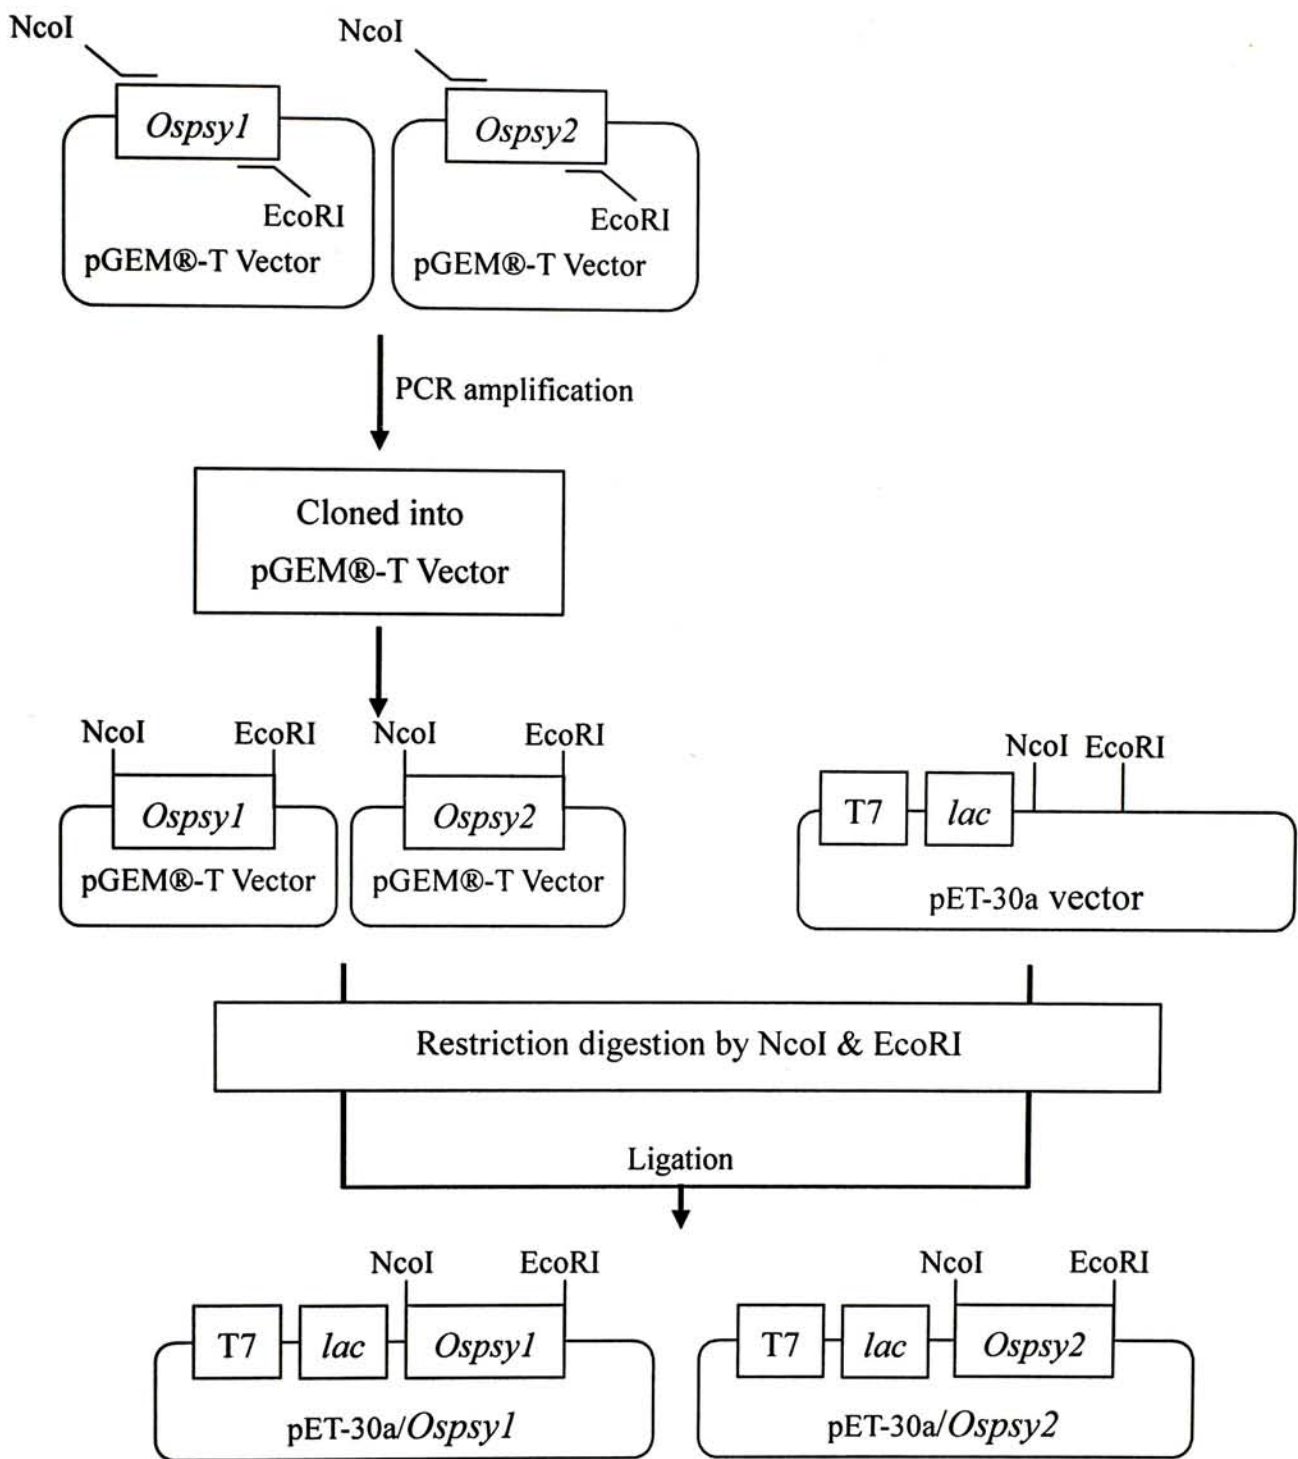 NcoI
NcoI
Ospsy1
Ospsy2
EcoRI
EcoRI
pGEM®-T Vector
pGEM®-T Vector
PCR amplification
Cloned into
pGEM®-T Vector
NcoI
EcoRI
NcoI
EcoRI
NcoI
EcoRI
Ospsy1
Ospsy2
T7
lac
pGEM®-T Vector
pGEM®-T Vector
pET-30a vector
Restriction digestion by NcoI & EcoRI
Ligation
NcoI
EcoRI
NcoI
EcoRI
T7
lac
Ospsy1
T7
lac
Ospsy2
pET-30a/Ospsy1
pET-30a/Ospsy2